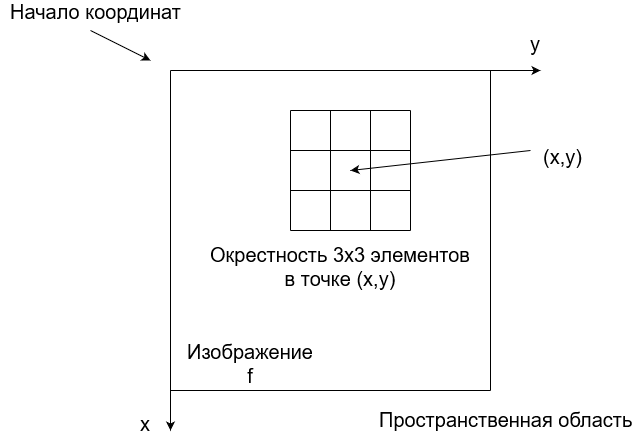 Начало координат
y
(x,y)
Окрестность 3x3 элементов
в точке (x,y)
Изображение
f
x
Пространственная область